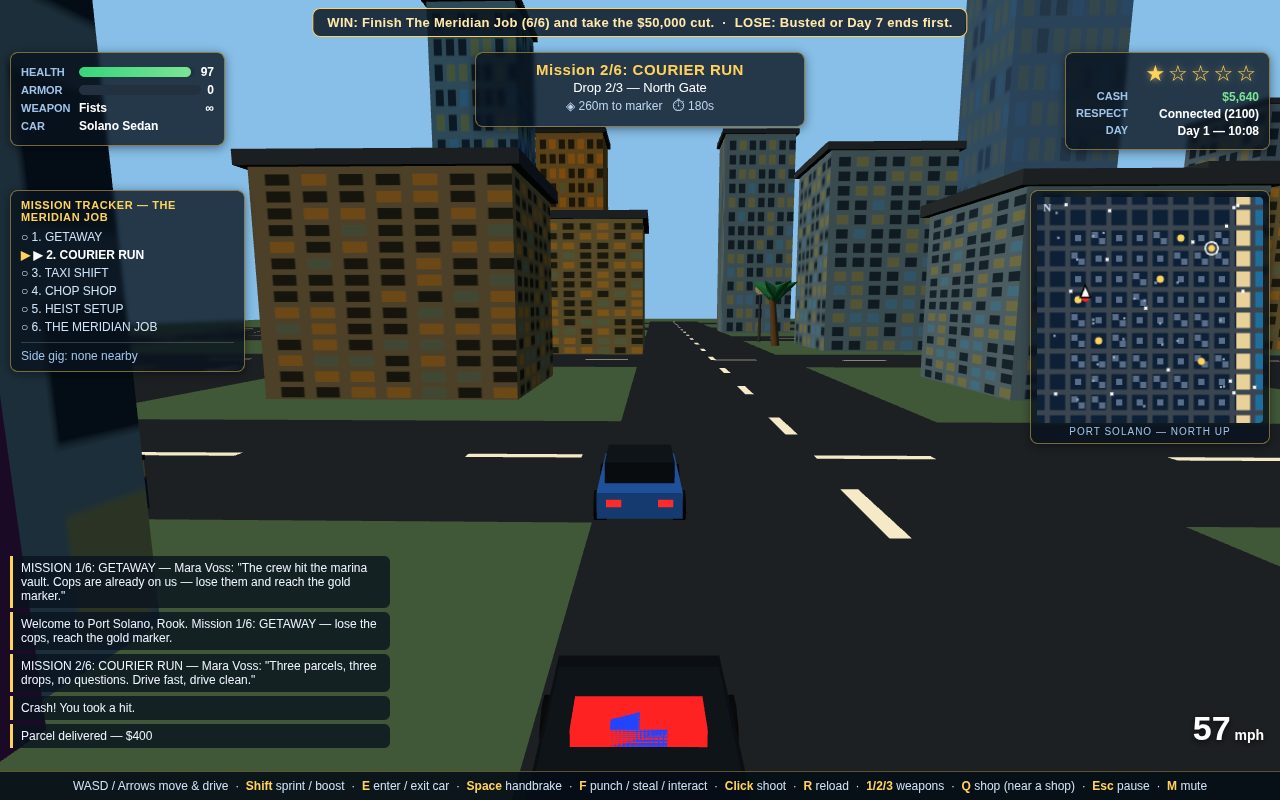 WIN: Finish The Meridian Job (6/6) and take the $50,000 cut. · LOSE: Busted or Day 7 ends first.
HEALTH 97
ARMOR 0
WEAPON Fists ∞
CAR Solano Sedan
Mission 2/6: COURIER RUN
Drop 2/3 — North Gate
◈ 260m to marker ⏱ 180s
★☆☆☆☆
CASH $5,640
RESPECT Connected (2100)
DAY Day 1 — 10:08
MISSION TRACKER — THE
MERIDIAN JOB
○ 1. GETAWAY
▶ ▶ 2. COURIER RUN
○ 3. TAXI SHIFT
○ 4. CHOP SHOP
○ 5. HEIST SETUP
○ 6. THE MERIDIAN JOB
Side gig: none nearby
N
PORT SOLANO — NORTH UP
MISSION 1/6: GETAWAY — Mara Voss: "The crew hit the marina
vault. Cops are already on us — lose them and reach the gold
marker."
Welcome to Port Solano, Rook. Mission 1/6: GETAWAY — lose the
cops, reach the gold marker.
MISSION 2/6: COURIER RUN — Mara Voss: "Three parcels, three
drops, no questions. Drive fast, drive clean."
Crash! You took a hit.
Parcel delivered — $400
57 mph
WASD / Arrows move & drive · Shift sprint / boost · E enter / exit car · Space handbrake · F punch / steal / interact · Click shoot · R reload · 1/2/3 weapons · Q shop (near a shop) · Esc pause · M mute